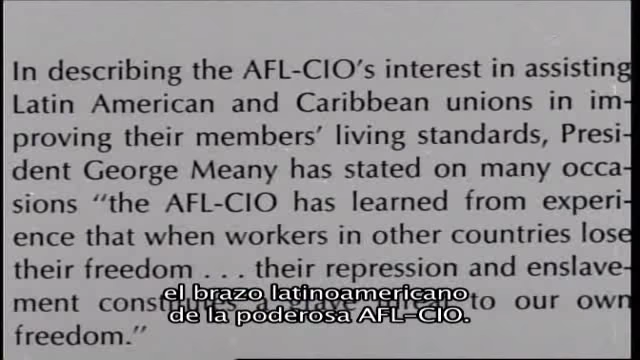 In describing the AFL-CIO's interest in assisting
Latin American and Caribbean unions in im-
proving their members' living standards, Presi-
dent George Meany has stated on many occa-
sions "the AFL-CIO has learned from experi-
ence that when workers in other countries lose
their freedom . . . their repression and enslave-
ment constitutes a grave threat to our own
freedom."
el brazo latinoamericano
de la poderosa AFL-CIO.